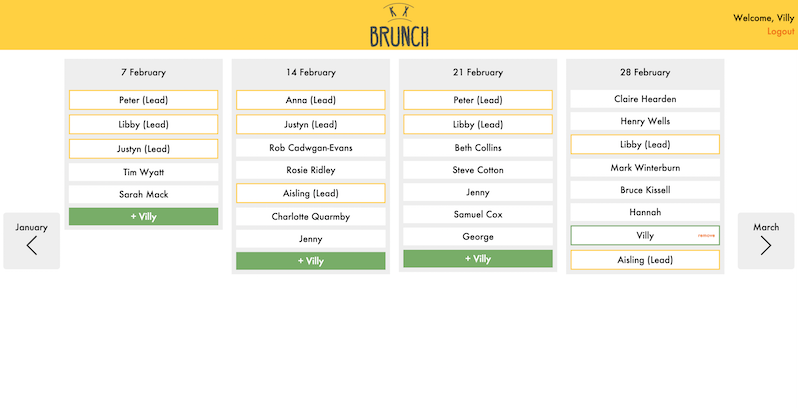 BRUNCH
Welcome, Villy
Logout
7 February
Peter (Lead)
Libby (Lead)
Justyn (Lead)
Tim Wyatt
Sarah Mack
+ Villy
14 February
Anna (Lead)
Justyn (Lead)
Rob Cadwgan-Evans
Rosie Ridley
Aisling (Lead)
Charlotte Quarmby
Jenny
+ Villy
21 February
Peter (Lead)
Libby (Lead)
Beth Collins
Steve Cotton
Jenny
Samuel Cox
George
+ Villy
28 February
Claire Hearden
Henry Wells
Libby (Lead)
Mark Winterburn
Bruce Kissell
Hannah
Villy remove
Aisling (Lead)
January
March